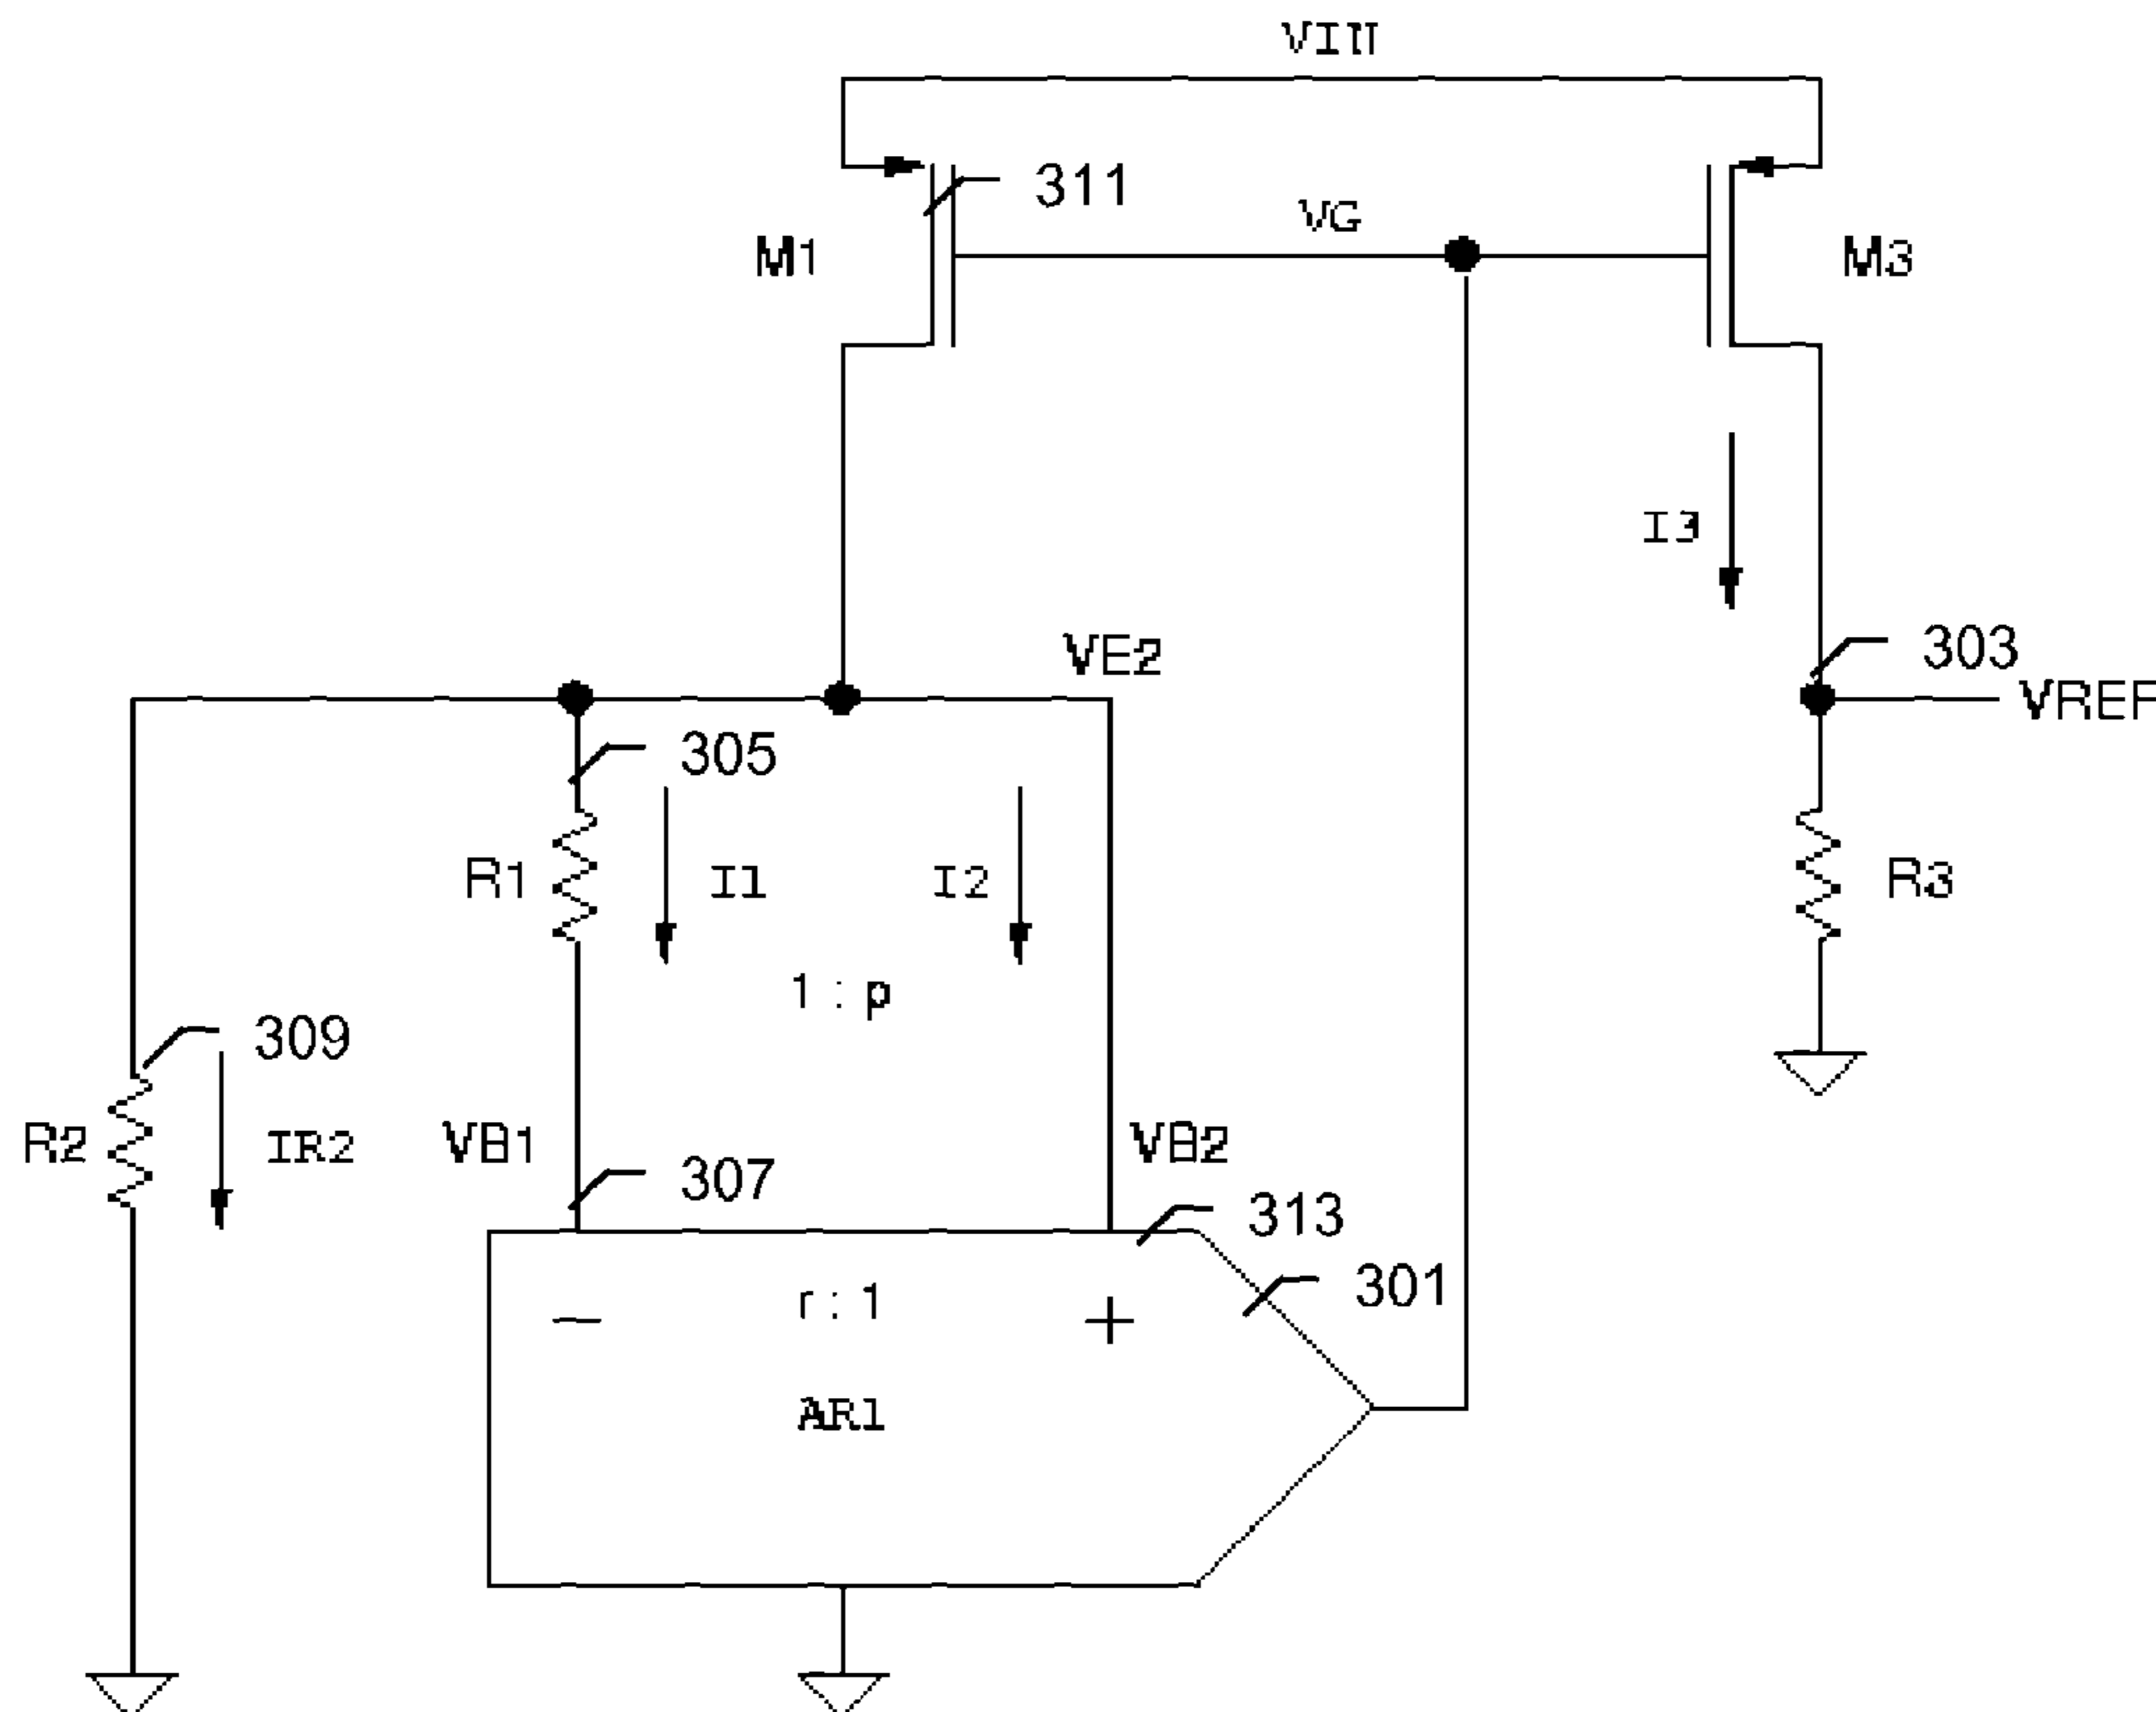 VIN
311
VG
M1
M3
I3
VE2
303
VREF
305
R1
I1
I2
R3
1 : p
309
R2
IR2
VB1
VB2
307
313
r : 1
301
− +
AR1